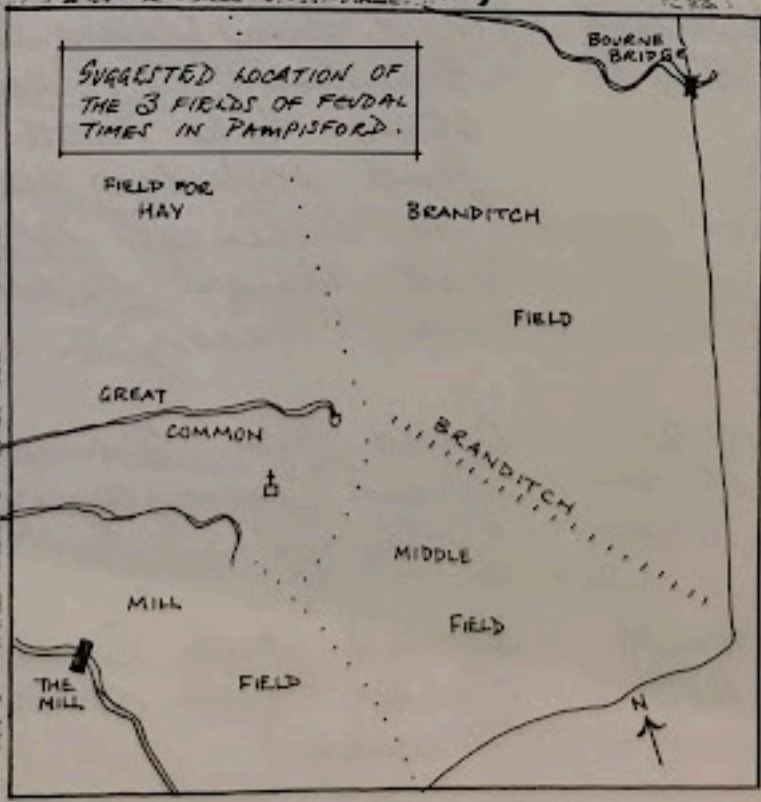 BOURNE
BRIDGE
SUGGESTED LOCATION OF
THE 3 FIELDS OF FEUDAL
TIMES IN PAMPISFORD.
FIELD FOR
HAY
BRANDITCH
FIELD
GREAT
COMMON
BRANDITCH
MIDDLE
FIELD
MILL
FIELD
THE
MILL
N